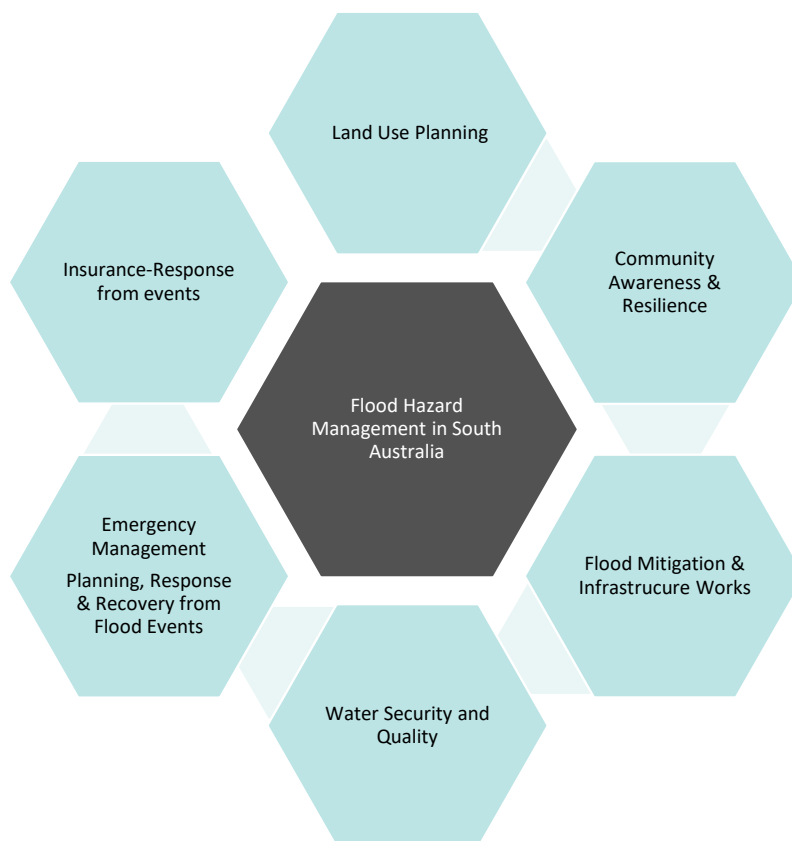 Land Use Planning
Community
Awareness &
Resilience
Flood Mitigation &
Infrastrucure Works
Water Security and
Quality
Emergency
Management
Planning, Response
& Recovery from
Flood Events
Insurance-Response
from events
Flood Hazard
Management in South
Australia